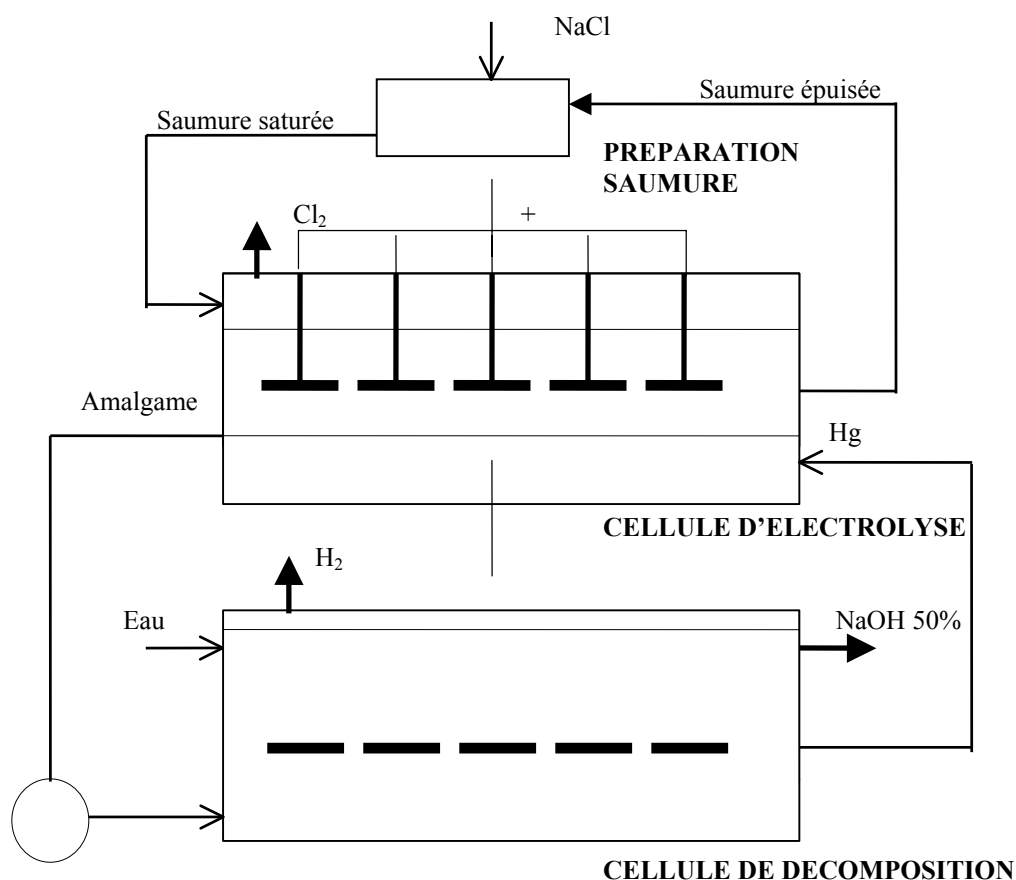 NaCl
Saumure épuisée
Saumure saturée
PREPARATION
SAUMURE
Cl₂
+
Amalgame
Hg
CELLULE D’ELECTROLYSE
H₂
Eau
NaOH 50%
CELLULE DE DECOMPOSITION